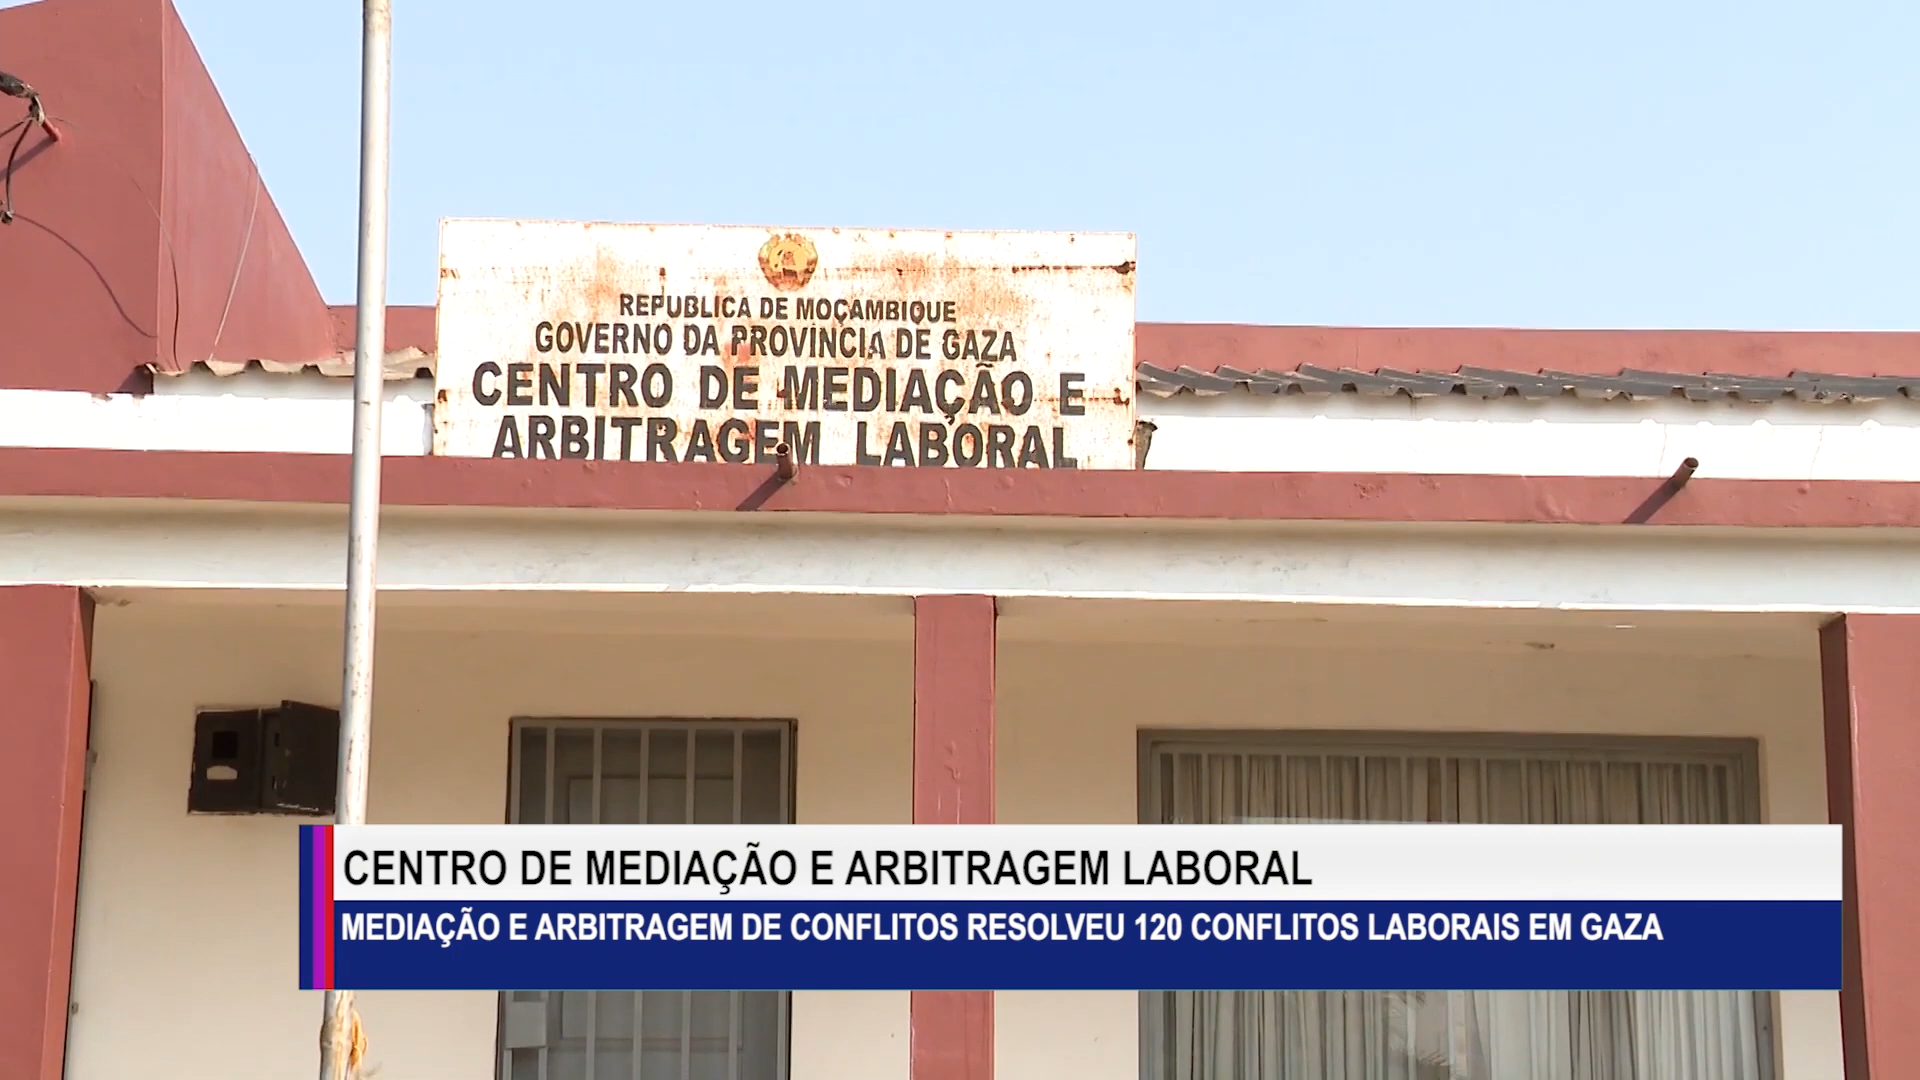 REPUBLICA DE MOÇAMBIQUE
GOVERNO DA PROVINCIA DE GAZA
CENTRO DE MEDIAÇÃO E
ARBITRAGEM LABORAL
CENTRO DE MEDIAÇÃO E ARBITRAGEM LABORAL
MEDIAÇÃO E ARBITRAGEM DE CONFLITOS RESOLVEU 120 CONFLITOS LABORAIS EM GAZA